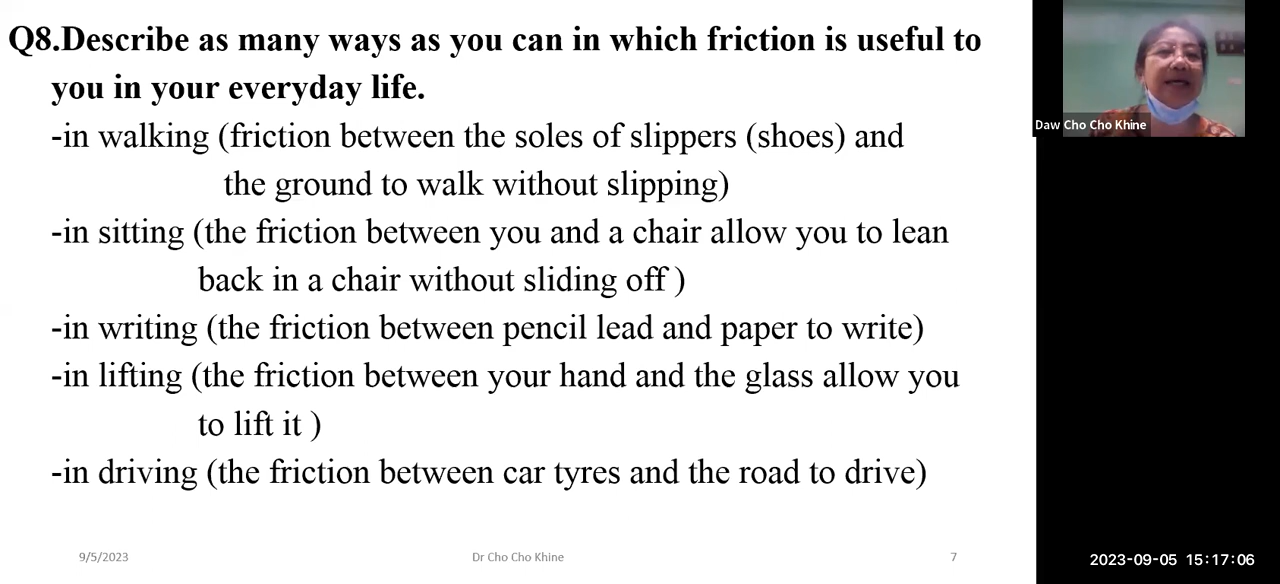 Q8.Describe as many ways as you can in which friction is useful to
you in your everyday life.
-in walking (friction between the soles of slippers (shoes) and
the ground to walk without slipping)
-in sitting (the friction between you and a chair allow you to lean
back in a chair without sliding off )
-in writing (the friction between pencil lead and paper to write)
-in lifting (the friction between your hand and the glass allow you
to lift it )
-in driving (the friction between car tyres and the road to drive)
9/5/2023
Dr Cho Cho Khine
7
Daw Cho Cho Khine
2023-09-05 15:17:06